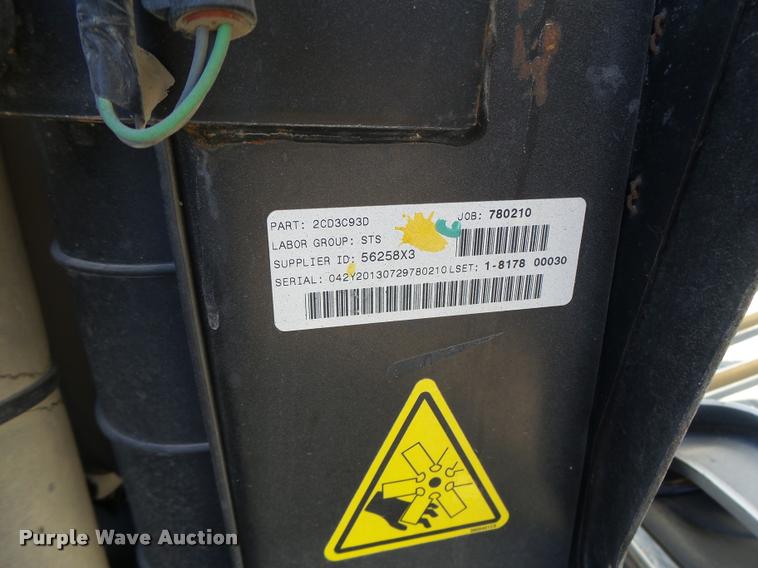 PART: 2CD3C93D JOB: 780210
LABOR GROUP: STS
SUPPLIER ID: 56258X3
SERIAL: 042Y20130729780210 LSET: 1-8178 00030
Purple Wave Auction